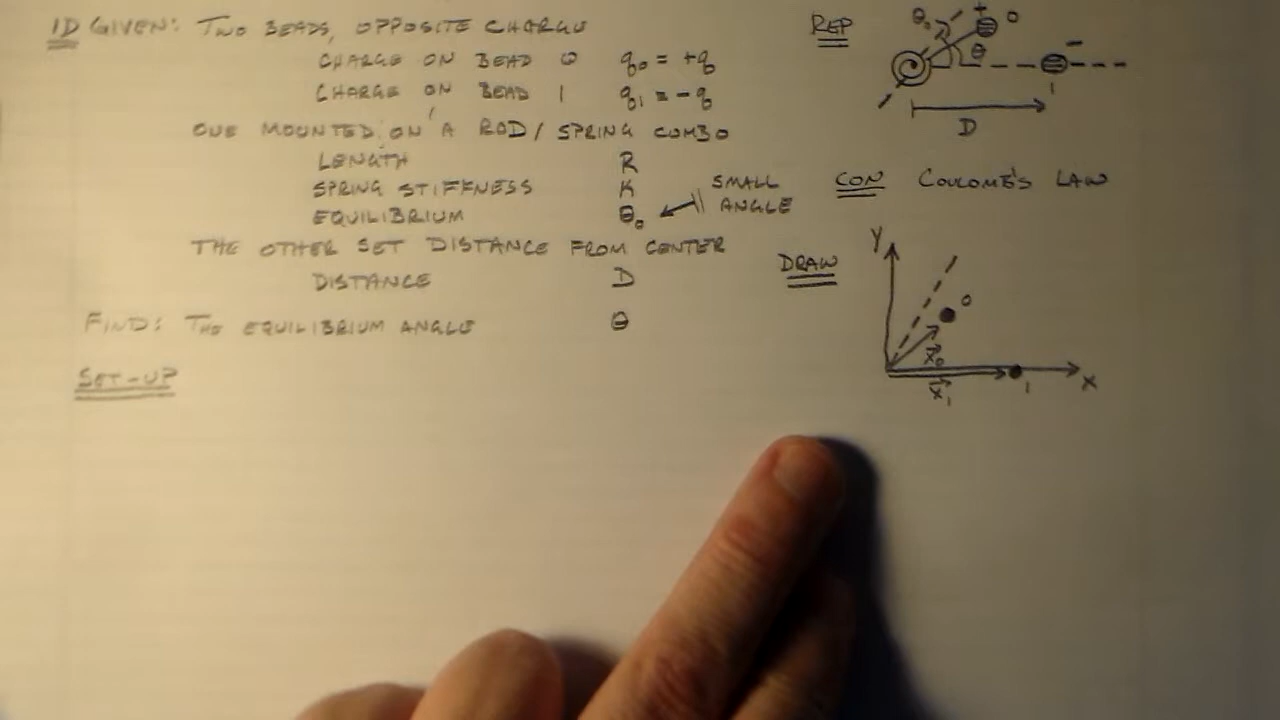 ID GIVEN: TWO BEADS, OPPOSITE CHARGE
CHARGE ON BEAD 0 q₀ = +q
CHARGE ON BEAD 1 q₁ = -q
ONE MOUNTED ON A ROD/SPRING COMBO
LENGTH R
SPRING STIFFNESS K
EQUILIBRIUM θ₀
SMALL
ANGLE
THE OTHER SET DISTANCE FROM CENTER
DISTANCE D
FIND: THE EQUILIBRIUM ANGLE θ
SET-UP
REP
θ₀ + 0
θ -
1
D
CON COULOMB'S LAW
DRAW
Y
0
x⃗₀
x⃗₁ 1 X